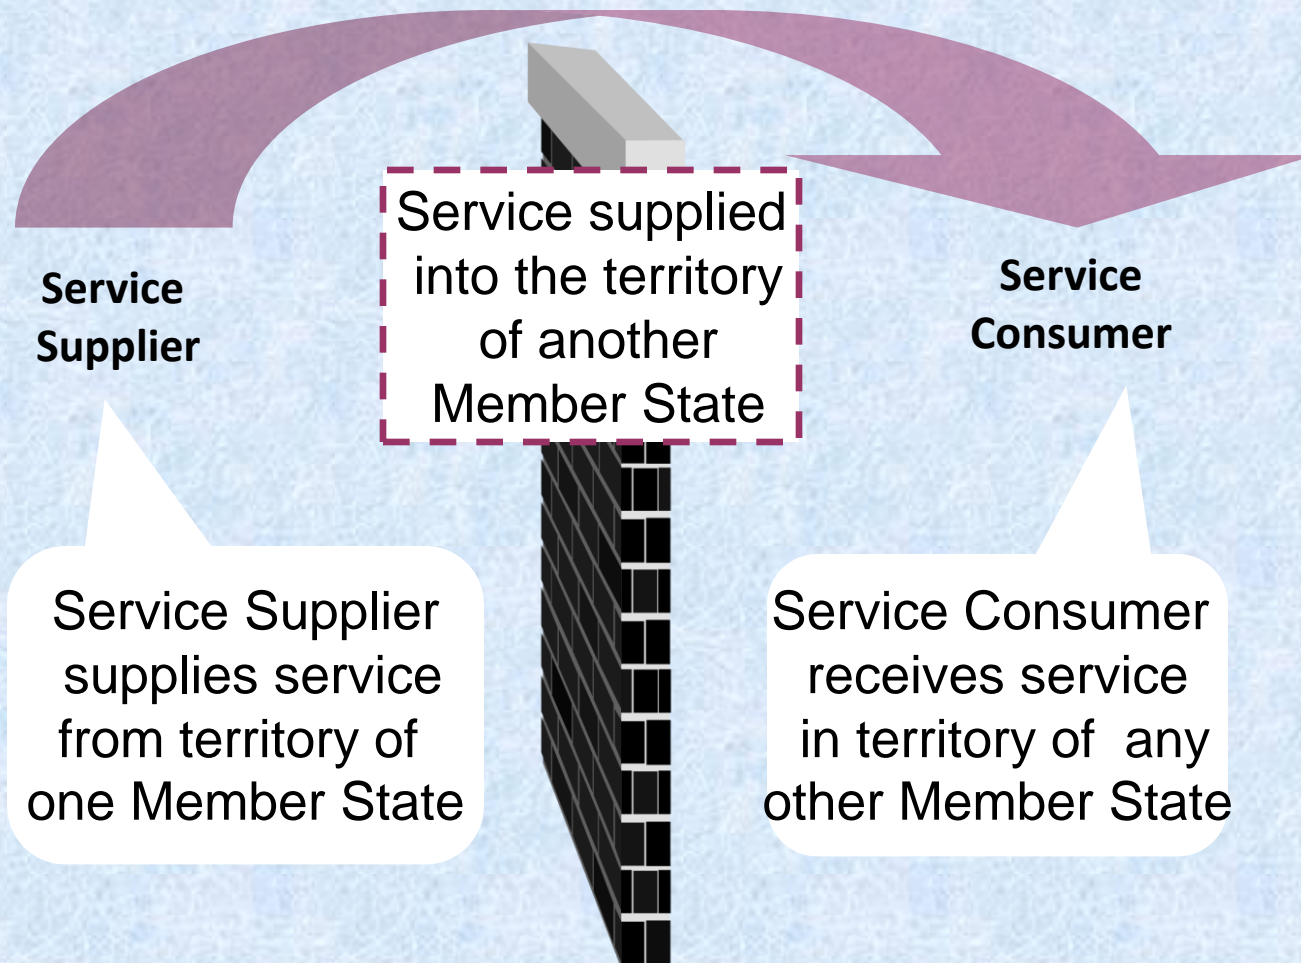 Service supplied
into the territory
of another
Member State
Service
Supplier
Service
Consumer
Service Supplier
supplies service
from territory of
one Member State
Service Consumer
receives service
in territory of any
other Member State